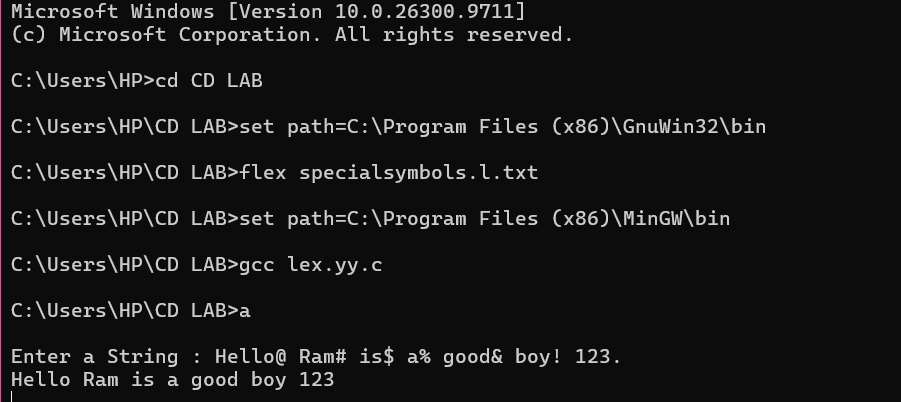 Microsoft Windows [Version 10.0.26300.9711]
(c) Microsoft Corporation. All rights reserved.
C:\Users\HP>cd CD LAB
C:\Users\HP\CD LAB>set path=C:\Program Files (x86)\GnuWin32\bin
C:\Users\HP\CD LAB>flex specialsymbols.l.txt
C:\Users\HP\CD LAB>set path=C:\Program Files (x86)\MinGW\bin
C:\Users\HP\CD LAB>gcc lex.yy.c
C:\Users\HP\CD LAB>a
Enter a String : Hello@ Ram# is$ a% good& boy! 123.
Hello Ram is a good boy 123